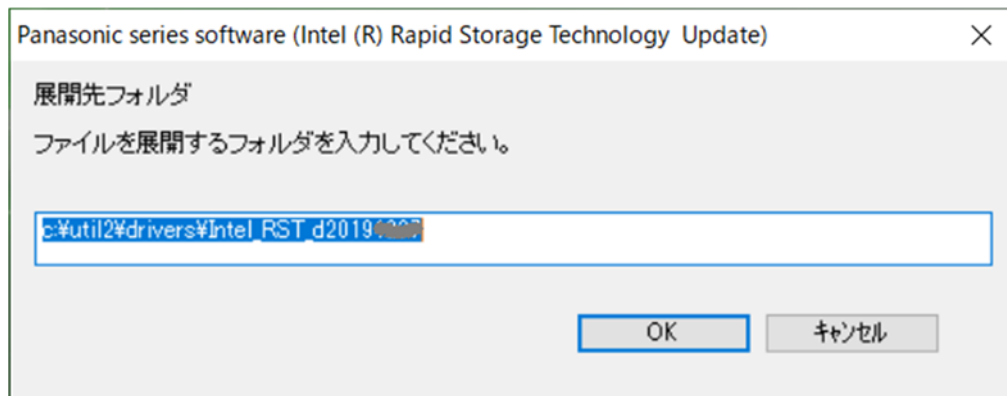 Panasonic series software (Intel (R) Rapid Storage Technology Update)
展開先フォルダ
ファイルを展開するフォルダを入力してください。
c:¥util2¥drivers¥Intel_RST_d2019
OK
キャンセル